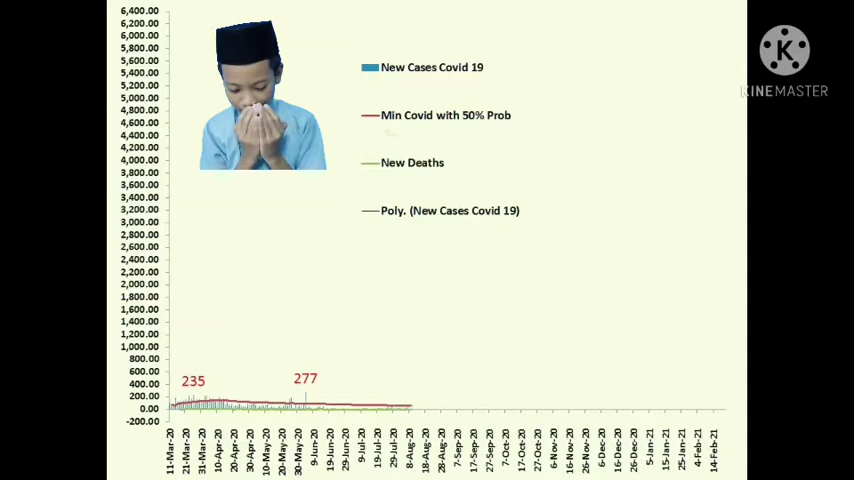 6,400.00
6,200.00
6,000.00
5,800.00
5,600.00
5,400.00
5,200.00
5,000.00
4,800.00
4,600.00
4,400.00
4,200.00
4,000.00
3,800.00
3,600.00
3,400.00
3,200.00
3,000.00
2,800.00
2,600.00
2,400.00
2,200.00
2,000.00
1,800.00
1,600.00
1,400.00
1,200.00
1,000.00
800.00
600.00
400.00
200.00
0.00
-200.00
New Cases Covid 19
Min Covid with 50% Prob
New Deaths
Poly. (New Cases Covid 19)
K
KINEMASTER
235
277
11-Mar-20
21-Mar-20
31-Mar-20
10-Apr-20
20-Apr-20
30-Apr-20
10-May-20
20-May-20
30-May-20
9-Jun-20
19-Jun-20
29-Jun-20
9-Jul-20
19-Jul-20
29-Jul-20
8-Aug-20
18-Aug-20
28-Aug-20
7-Sep-20
17-Sep-20
27-Sep-20
7-Oct-20
17-Oct-20
27-Oct-20
6-Nov-20
16-Nov-20
26-Nov-20
6-Dec-20
16-Dec-20
26-Dec-20
5-Jan-21
15-Jan-21
25-Jan-21
4-Feb-21
14-Feb-21